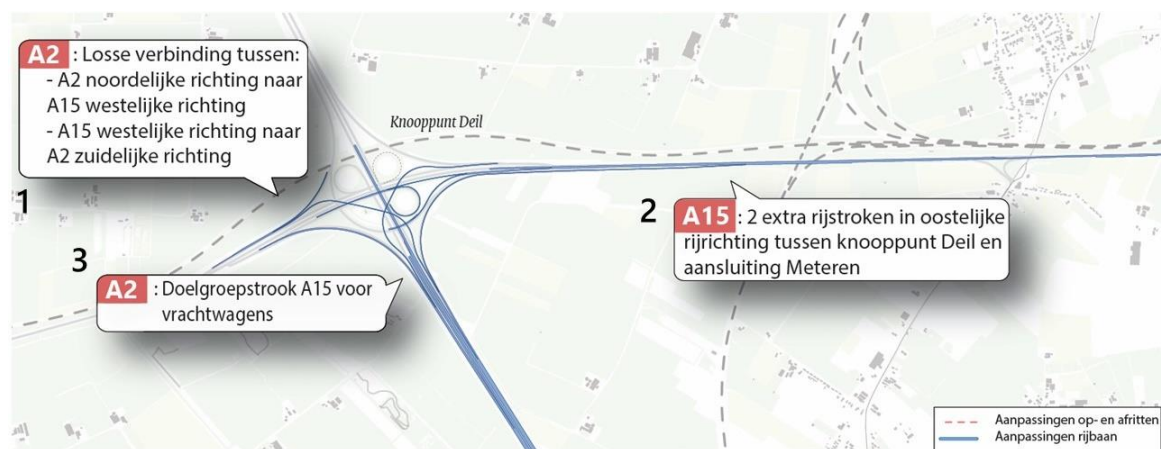 A2 : Losse verbinding tussen:
- A2 noordelijke richting naar
A15 westelijke richting
- A15 westelijke richting naar
A2 zuidelijke richting
Knooppunt Deil
1
2
A15 : 2 extra rijstroken in oostelijke
rijrichting tussen knooppunt Deil en
aansluiting Meteren
3
A2 : Doelgroepstrook A15 voor
vrachtwagens
Aanpassingen op- en afritten
Aanpassingen rijbaan